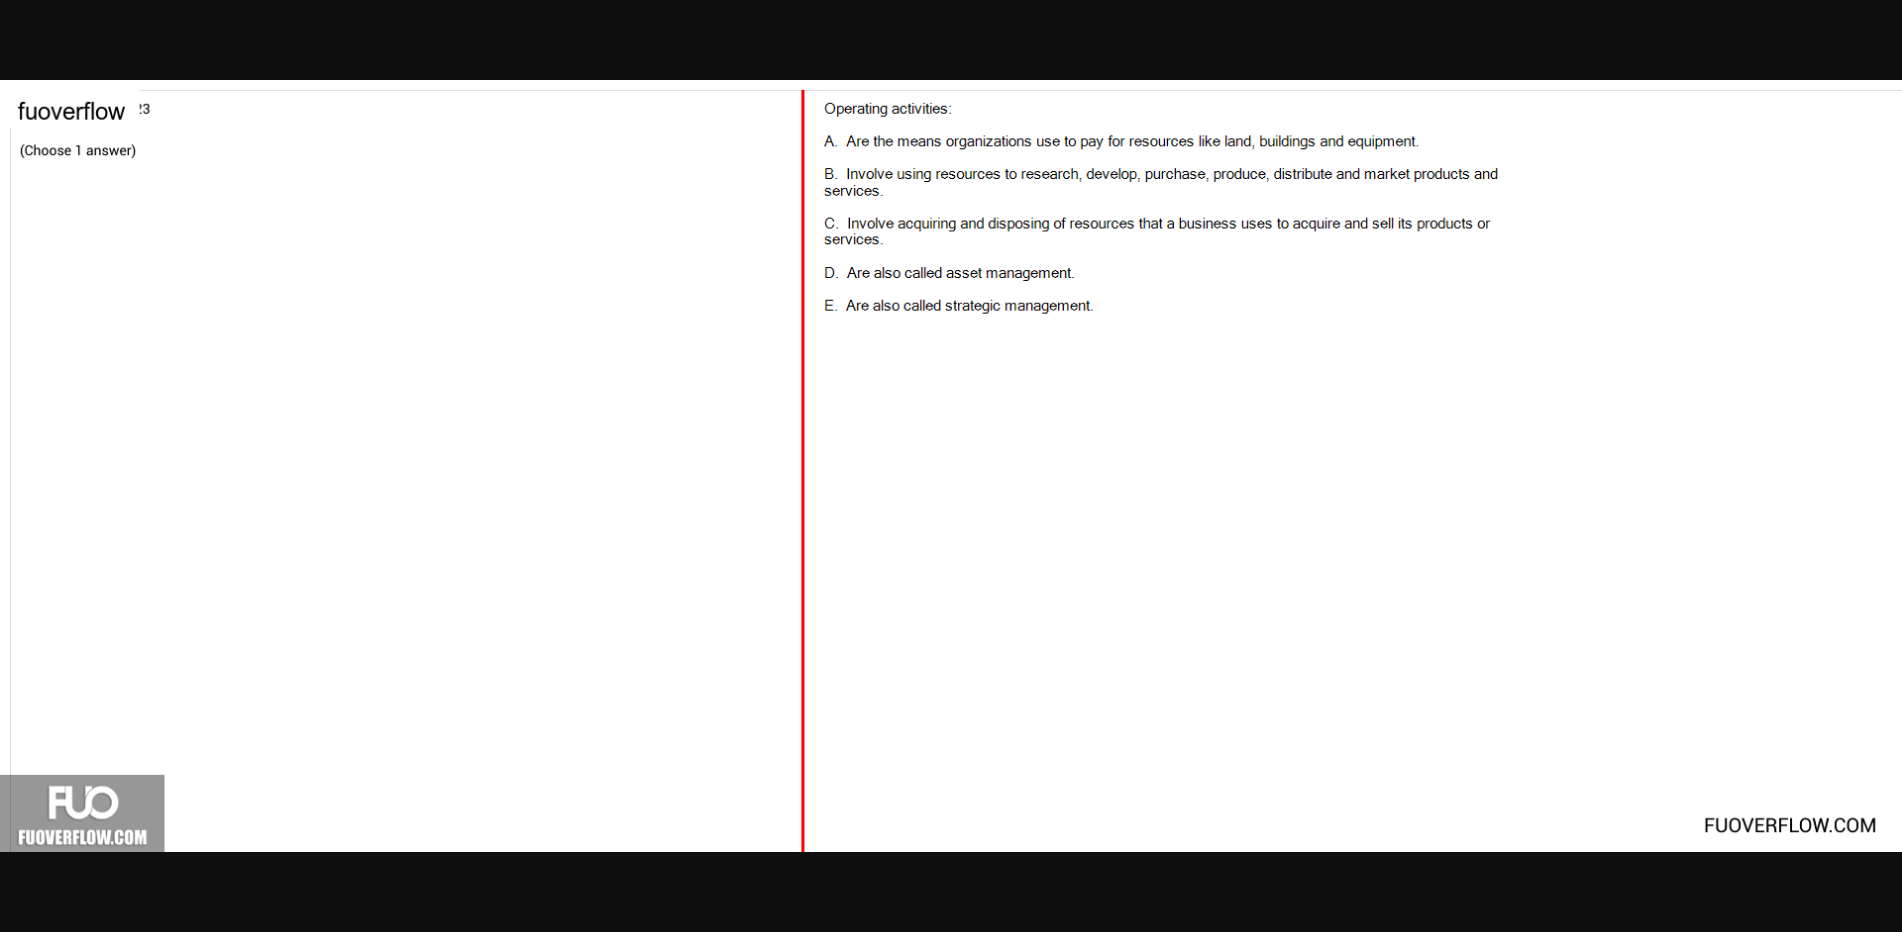 fuoverflow
23
(Choose 1 answer)
Operating activities:
A. Are the means organizations use to pay for resources like land, buildings and equipment.
B. Involve using resources to research, develop, purchase, produce, distribute and market products and
services.
C. Involve acquiring and disposing of resources that a business uses to acquire and sell its products or
services.
D. Are also called asset management.
E. Are also called strategic management.
FUO
FUOVERFLOW.COM
FUOVERFLOW.COM